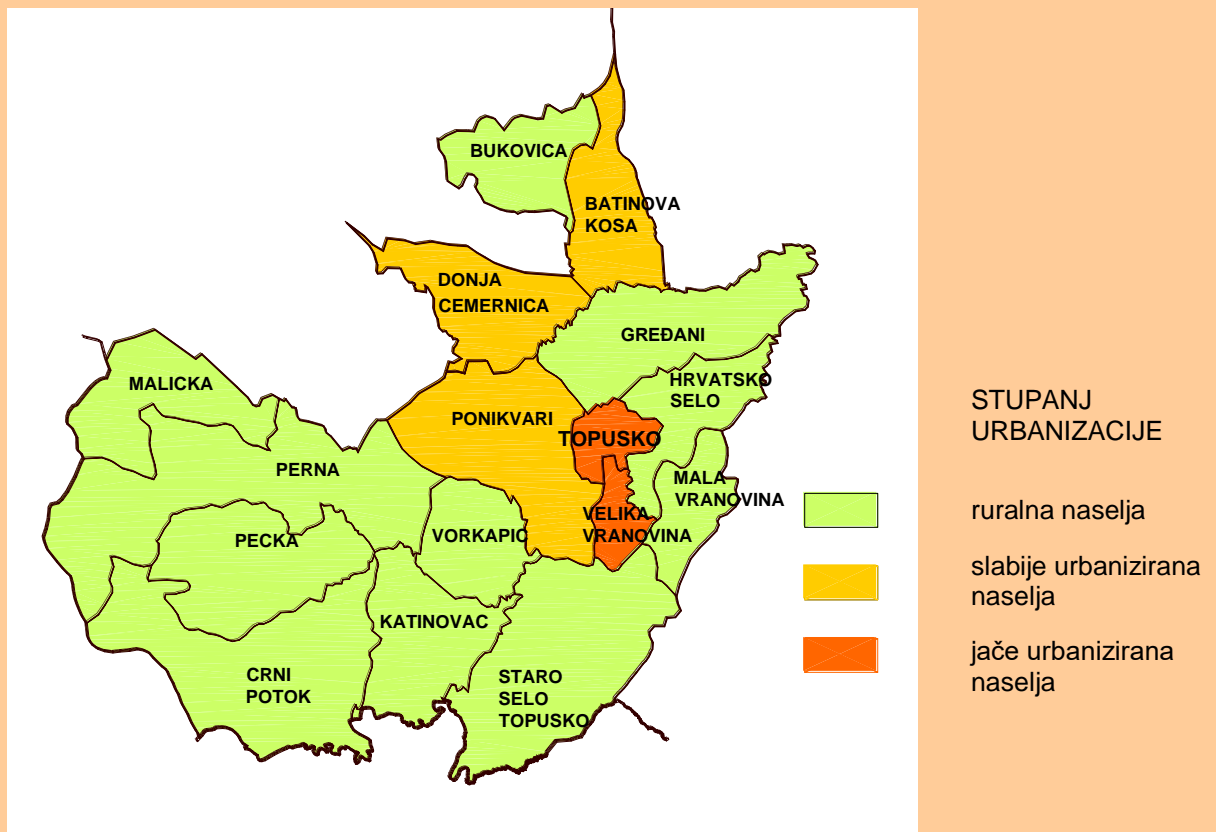 BUKOVICA
BATINOVA
KOSA
DONJA
CEMERNICA
GREĐANI
MALICKA
HRVATSKO
SELO
PONIKVARI
TOPUSKO
PERNA
MALA
VRANOVINA
VELIKA
VRANOVINA
PECKA
VORKAPIC
KATINOVAC
CRNI
POTOK
STARO
SELO
TOPUSKO
STUPANJ
URBANIZACIJE
ruralna naselja
slabije urbanizirana
naselja
jače urbanizirana
naselja